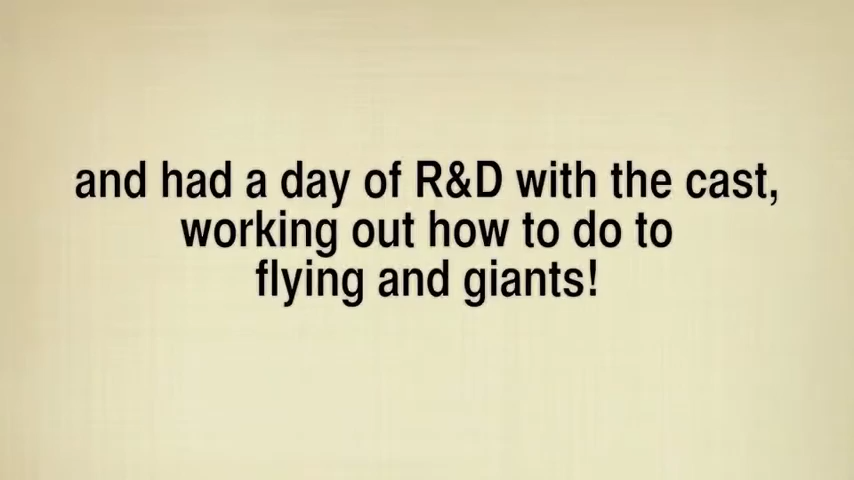 and had a day of R&D with the cast,
working out how to do to
flying and giants!